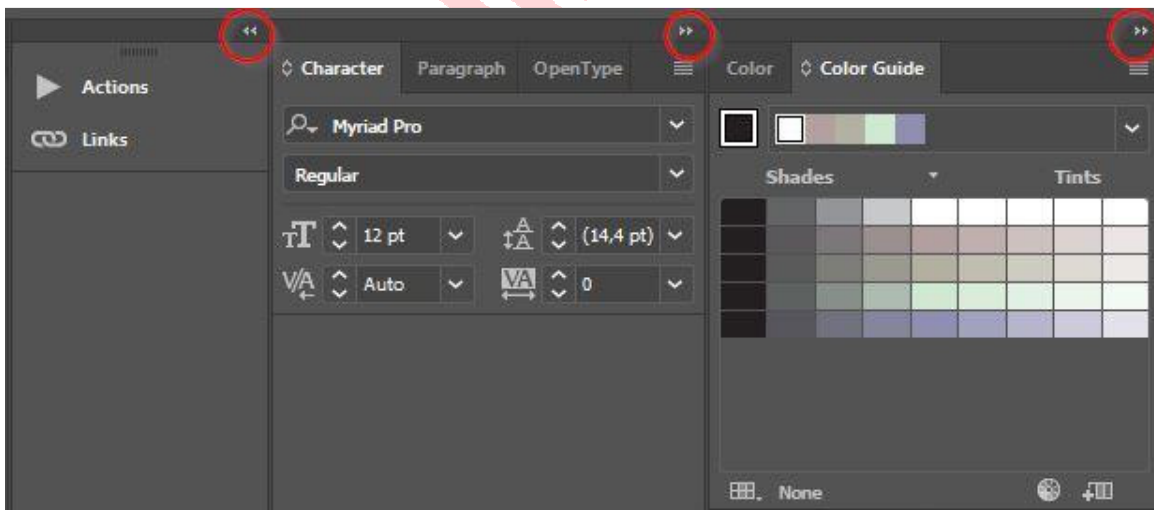 Actions
Links
Character Paragraph OpenType
Myriad Pro
Regular
12 pt (14,4 pt)
Auto 0
Color Color Guide
Shades Tints
None